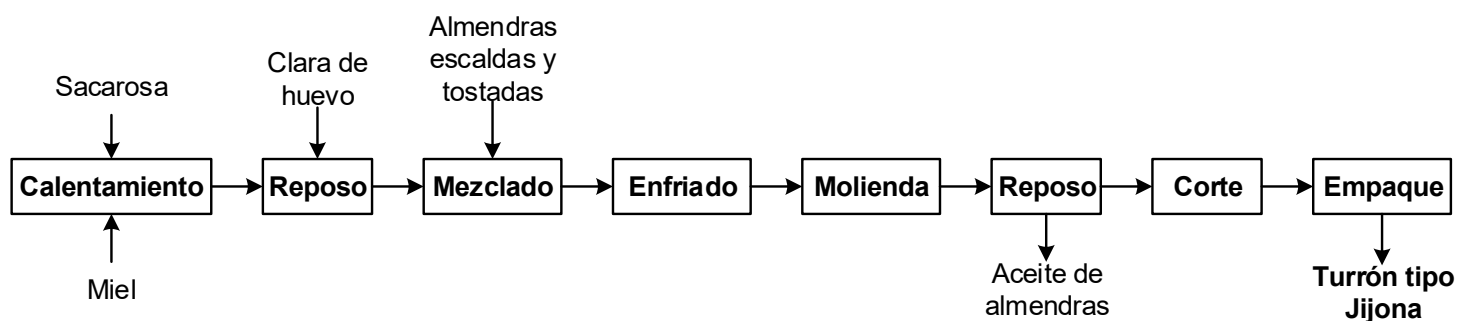 Sacarosa
Clara de
huevo
Almendras
escaldas y
tostadas
Calentamiento
Reposo
Mezclado
Enfriado
Molienda
Reposo
Corte
Empaque
Miel
Aceite de
almendras
Turrón tipo
Jijona